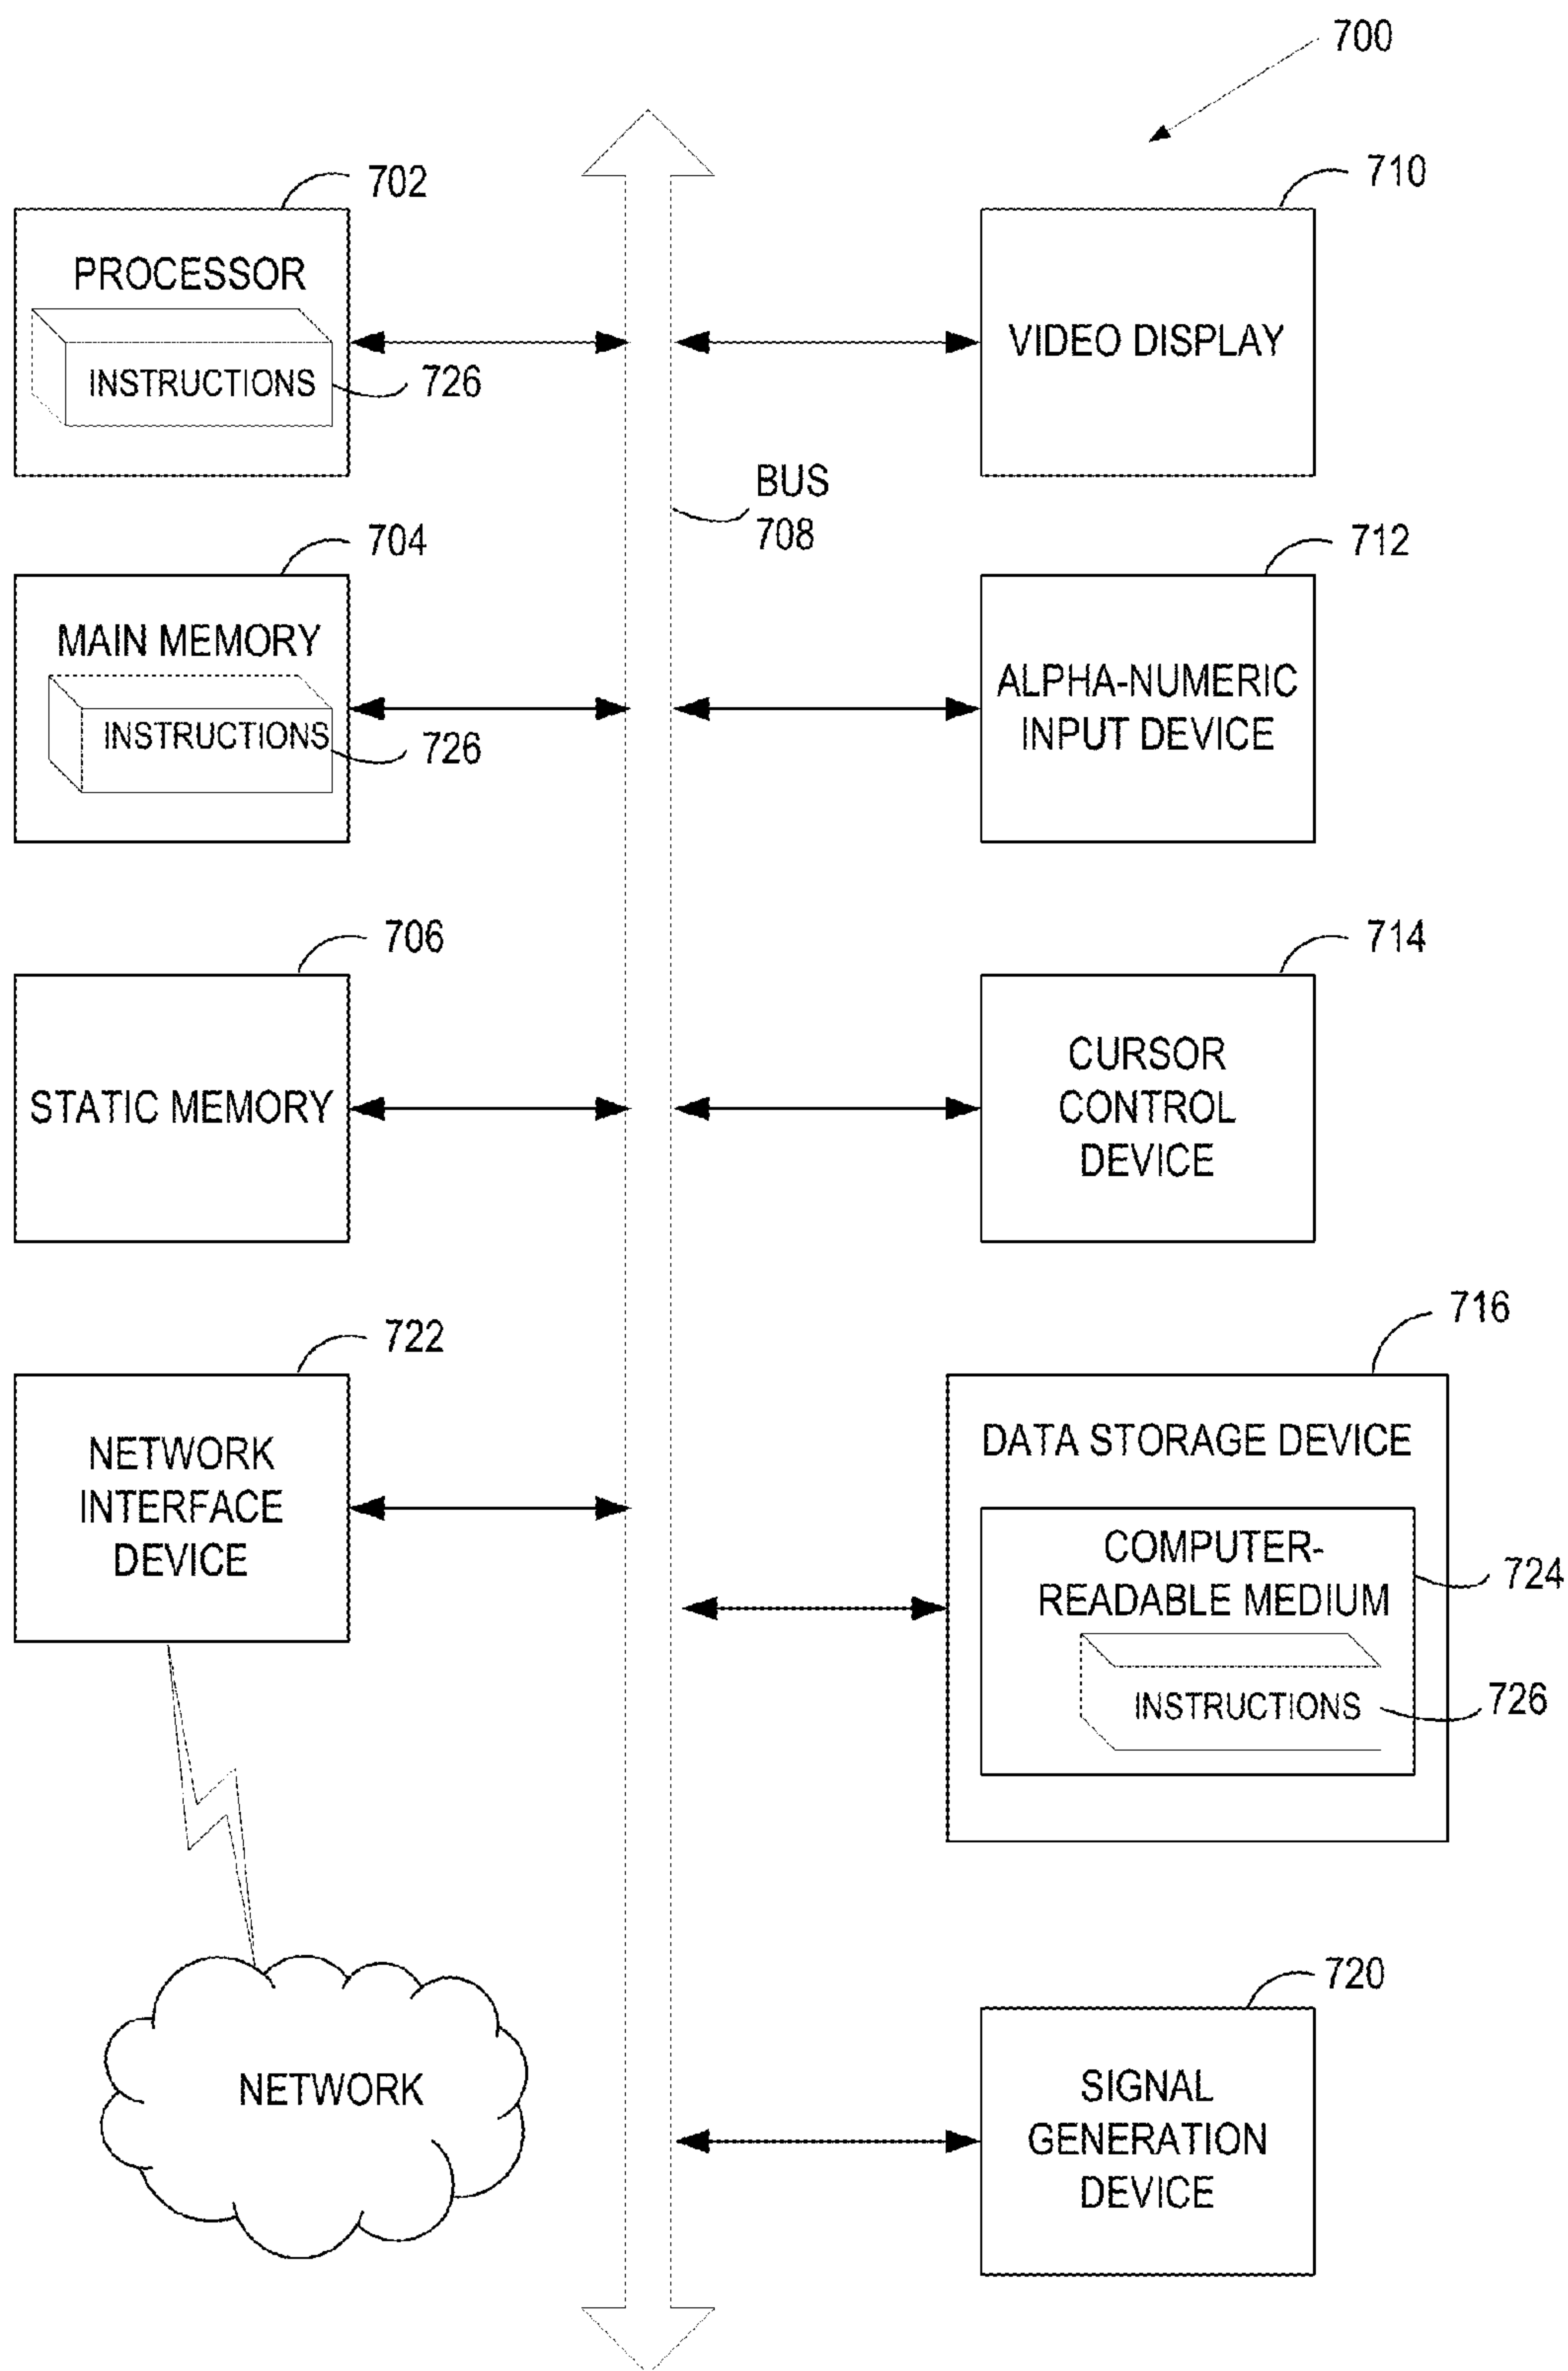 700
702
PROCESSOR
INSTRUCTIONS
726
710
VIDEO DISPLAY
BUS
708
704
MAIN MEMORY
INSTRUCTIONS
726
712
ALPHA-NUMERIC
INPUT DEVICE
706
STATIC MEMORY
714
CURSOR
CONTROL
DEVICE
722
NETWORK
INTERFACE
DEVICE
716
DATA STORAGE DEVICE
COMPUTER-
READABLE MEDIUM
724
INSTRUCTIONS
726
NETWORK
720
SIGNAL
GENERATION
DEVICE